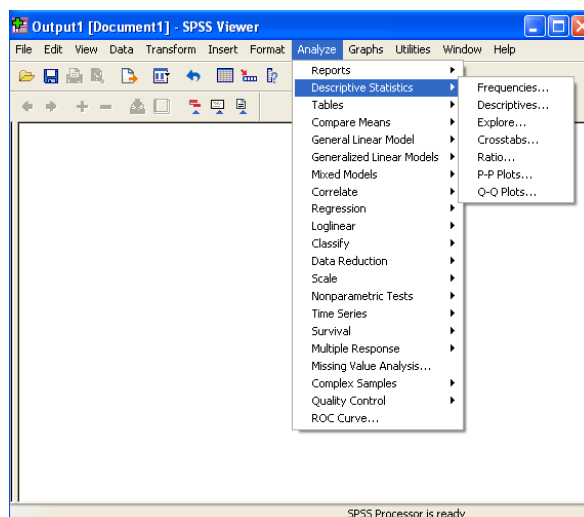 Output1 [Document1] - SPSS Viewer
File Edit View Data Transform Insert Format Analyze Graphs Utilities Window Help
Reports
Descriptive Statistics
Tables
Compare Means
General Linear Model
Generalized Linear Models
Mixed Models
Correlate
Regression
Loglinear
Classify
Data Reduction
Scale
Nonparametric Tests
Time Series
Survival
Multiple Response
Missing Value Analysis...
Complex Samples
Quality Control
ROC Curve...
Frequencies...
Descriptives...
Explore...
Crosstabs...
Ratio...
P-P Plots...
Q-Q Plots...
SPSS Processor is ready